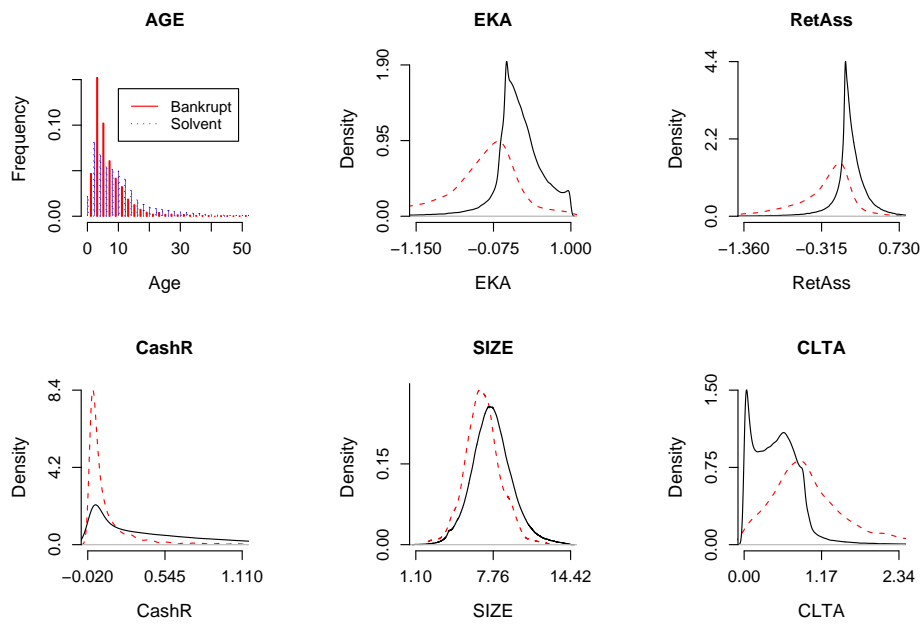 AGE
Frequency
0.00
0.10
Bankrupt
Solvent
0
10
30
50
Age
EKA
Density
0.00
0.95
1.90
−1.150
−0.075
1.000
EKA
RetAss
Density
0.0
2.2
4.4
−1.360
−0.315
0.730
RetAss
CashR
Density
0.0
4.2
8.4
−0.020
0.545
1.110
CashR
SIZE
Density
0.00
0.15
1.10
7.76
14.42
SIZE
CLTA
Density
0.00
0.75
1.50
0.00
1.17
2.34
CLTA